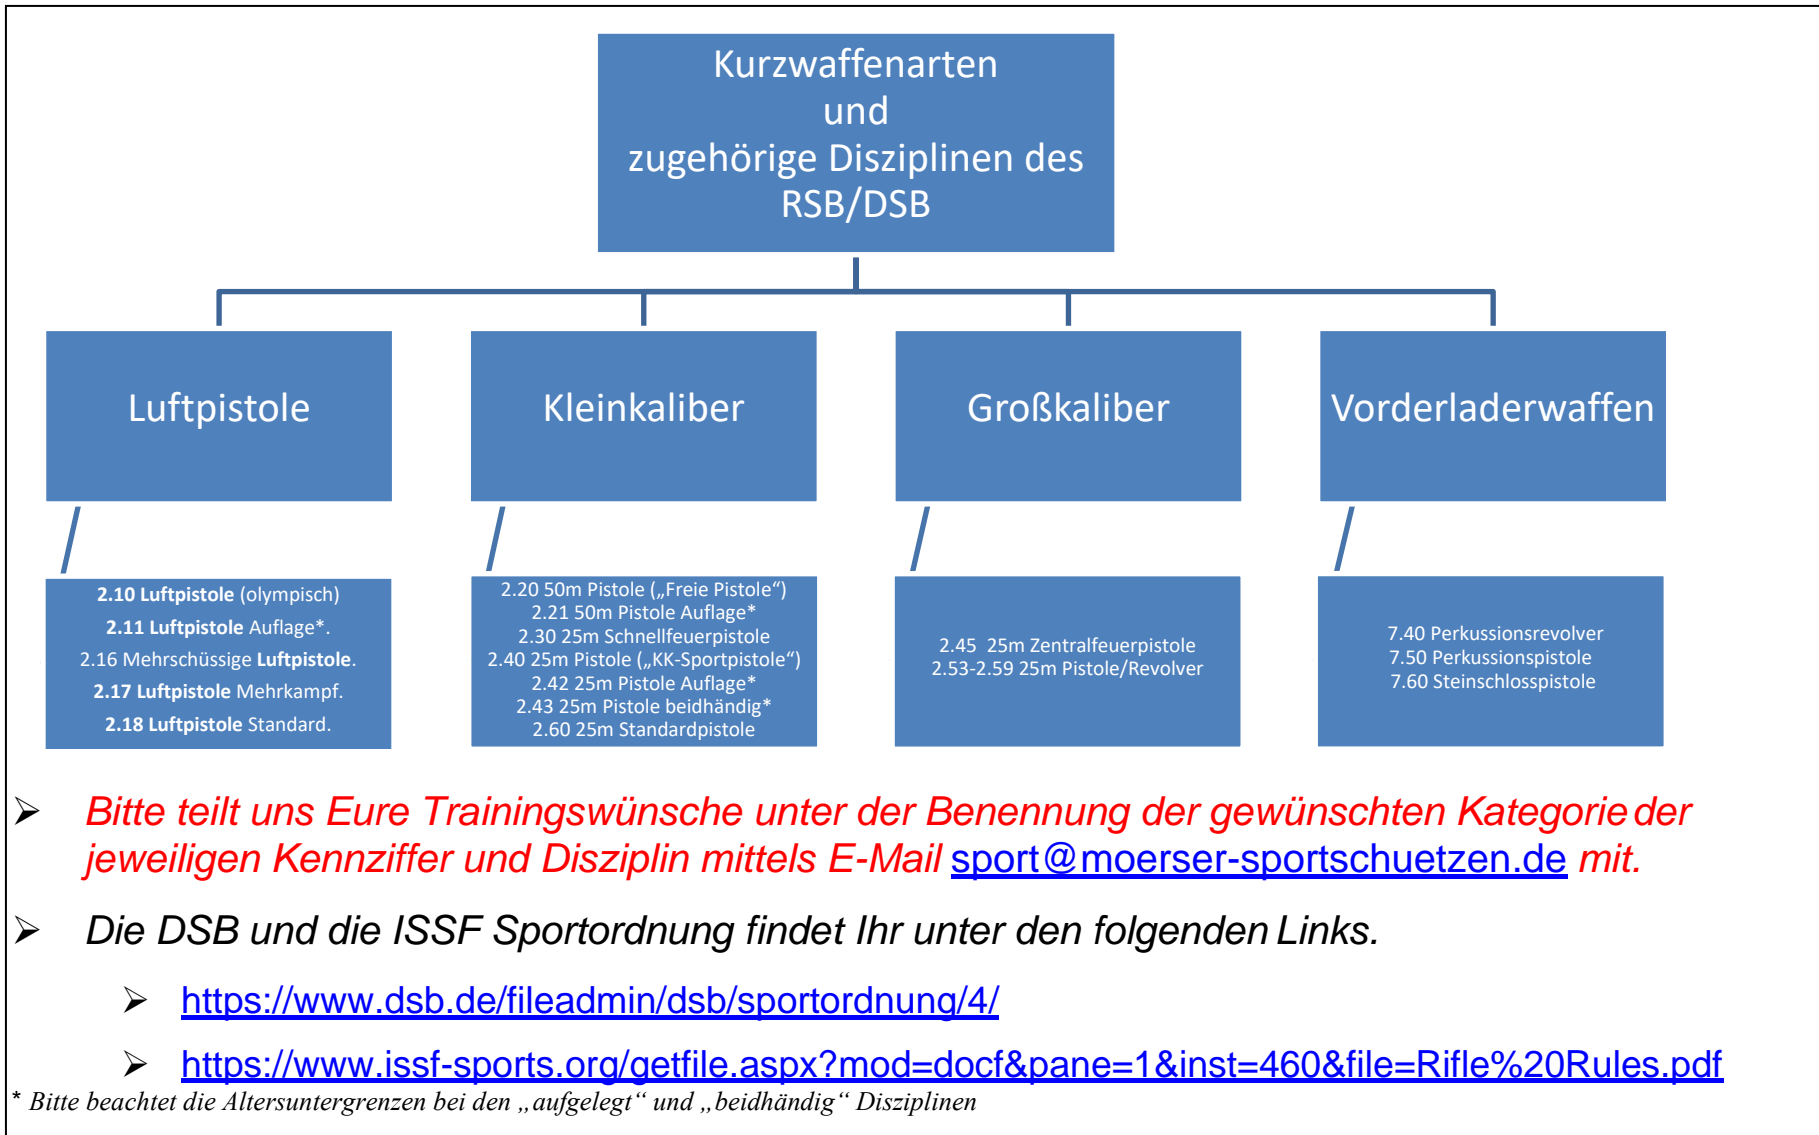 Kurzwaffenarten
und
zugehörige Disziplinen des
RSB/DSB
Luftpistole
Kleinkaliber
Großkaliber
Vorderladerwaffen
2.10 Luftpistole (olympisch)
2.11 Luftpistole Auflage*.
2.16 Mehrschüssige Luftpistole.
2.17 Luftpistole Mehrkampf.
2.18 Luftpistole Standard.
2.20 50m Pistole („Freie Pistole“)
2.21 50m Pistole Auflage*
2.30 25m Schnellfeuerpistole
2.40 25m Pistole („KK-Sportpistole“)
2.42 25m Pistole Auflage*
2.43 25m Pistole beidhändig*
2.60 25m Standardpistole
2.45 25m Zentralfeuerpistole
2.53-2.59 25m Pistole/Revolver
7.40 Perkussionsrevolver
7.50 Perkussionspistole
7.60 Steinschlosspistole
➢ Bitte teilt uns Eure Trainingswünsche unter der Benennung der gewünschten Kategorie der
jeweiligen Kennziffer und Disziplin mittels E-Mail sport@moerser-sportschuetzen.de mit.
➢ Die DSB und die ISSF Sportordnung findet Ihr unter den folgenden Links.
➢ https://www.dsb.de/fileadmin/dsb/sportordnung/4/
➢ https://www.issf-sports.org/getfile.aspx?mod=docf&pane=1&inst=460&file=Rifle%20Rules.pdf
* Bitte beachtet die Altersuntergrenzen bei den „aufgelegt“ und „beidhändig“ Disziplinen